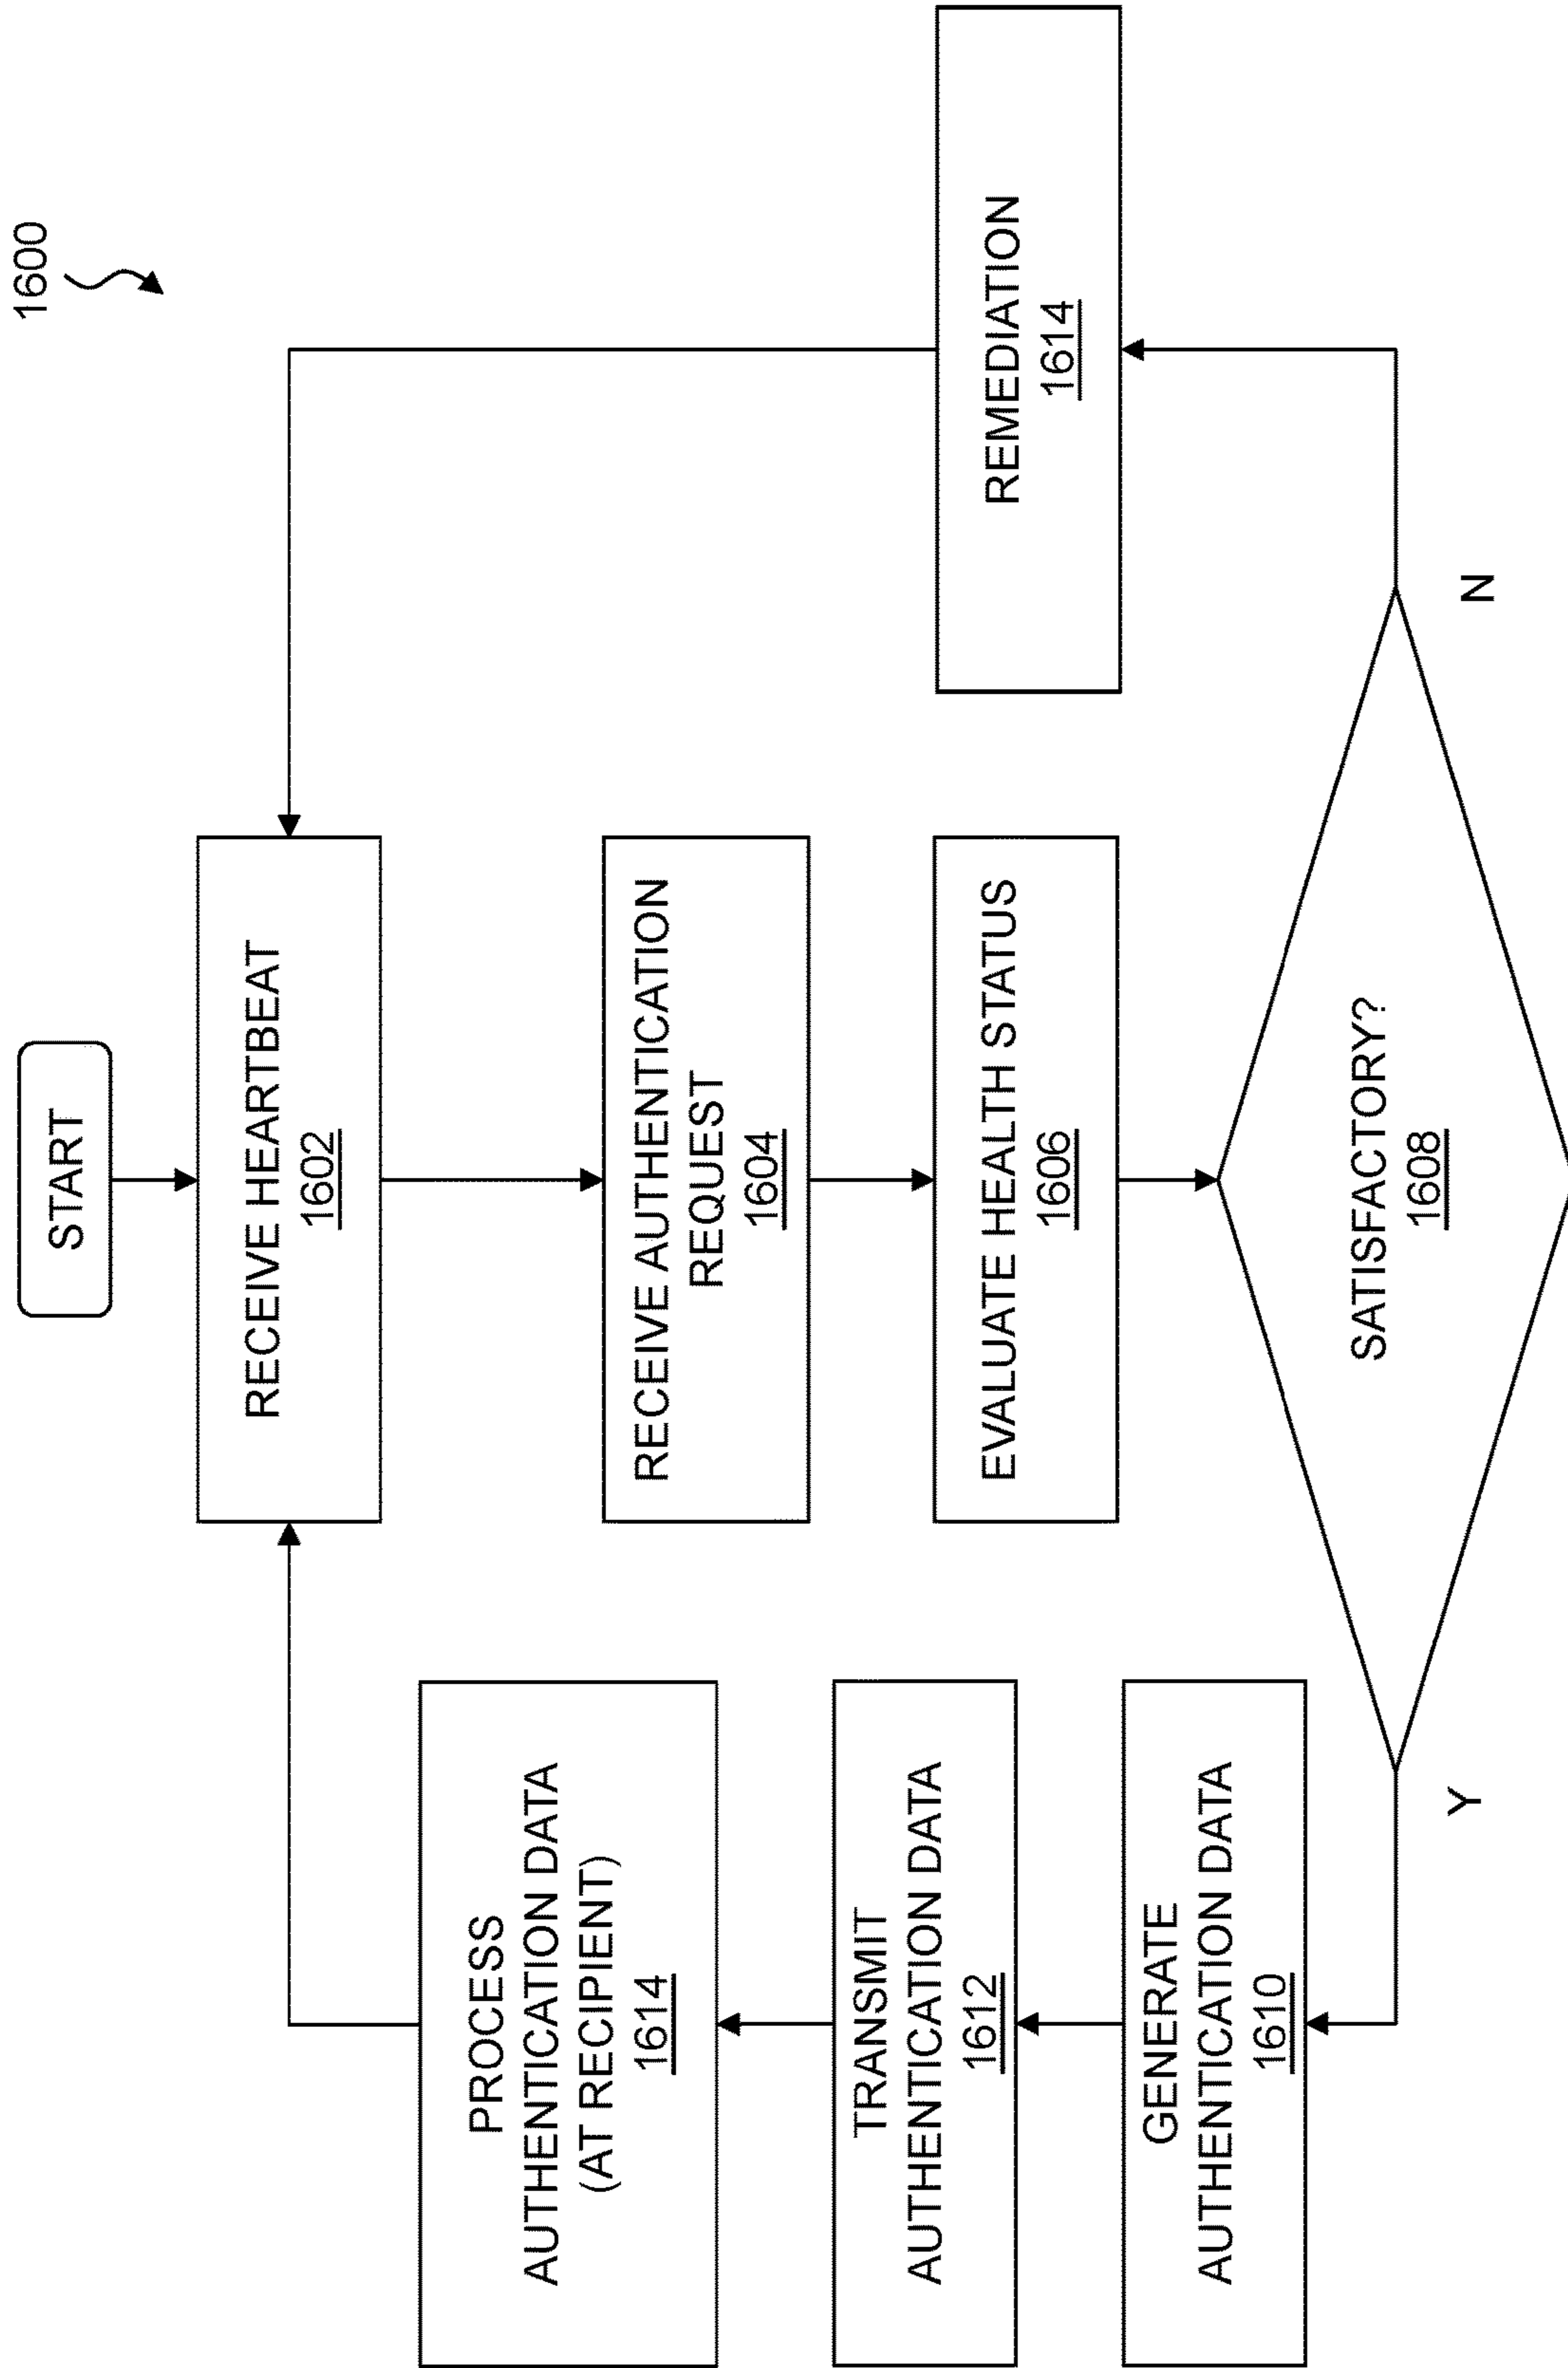 1600
START
RECEIVE HEARTBEAT
1602
RECEIVE AUTHENTICATION
REQUEST
1604
EVALUATE HEALTH STATUS
1606
SATISFACTORY?
1608
Y
N
GENERATE
AUTHENTICATION DATA
1610
TRANSMIT
AUTHENTICATION DATA
1612
PROCESS
AUTHENTICATION DATA
(AT RECIPIENT)
1614
REMEDIATION
1614